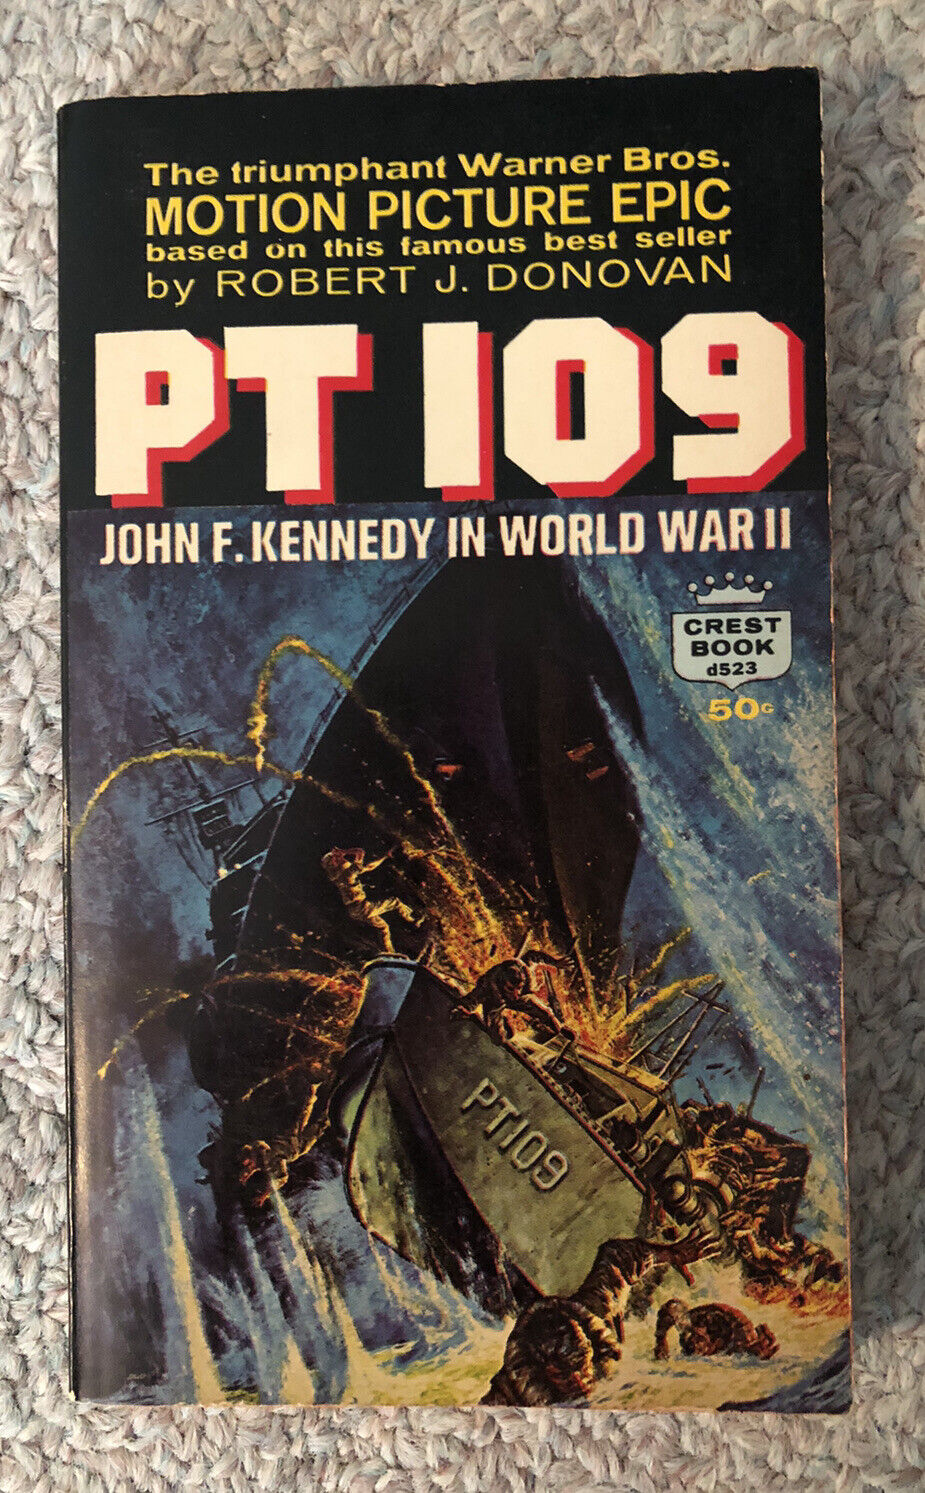 The triumphant Warner Bros.
MOTION PICTURE EPIC
based on this famous best seller
by ROBERT J. DONOVAN
PT 109
JOHN F. KENNEDY IN WORLD WAR II
CREST
BOOK
d523
50c
PT109